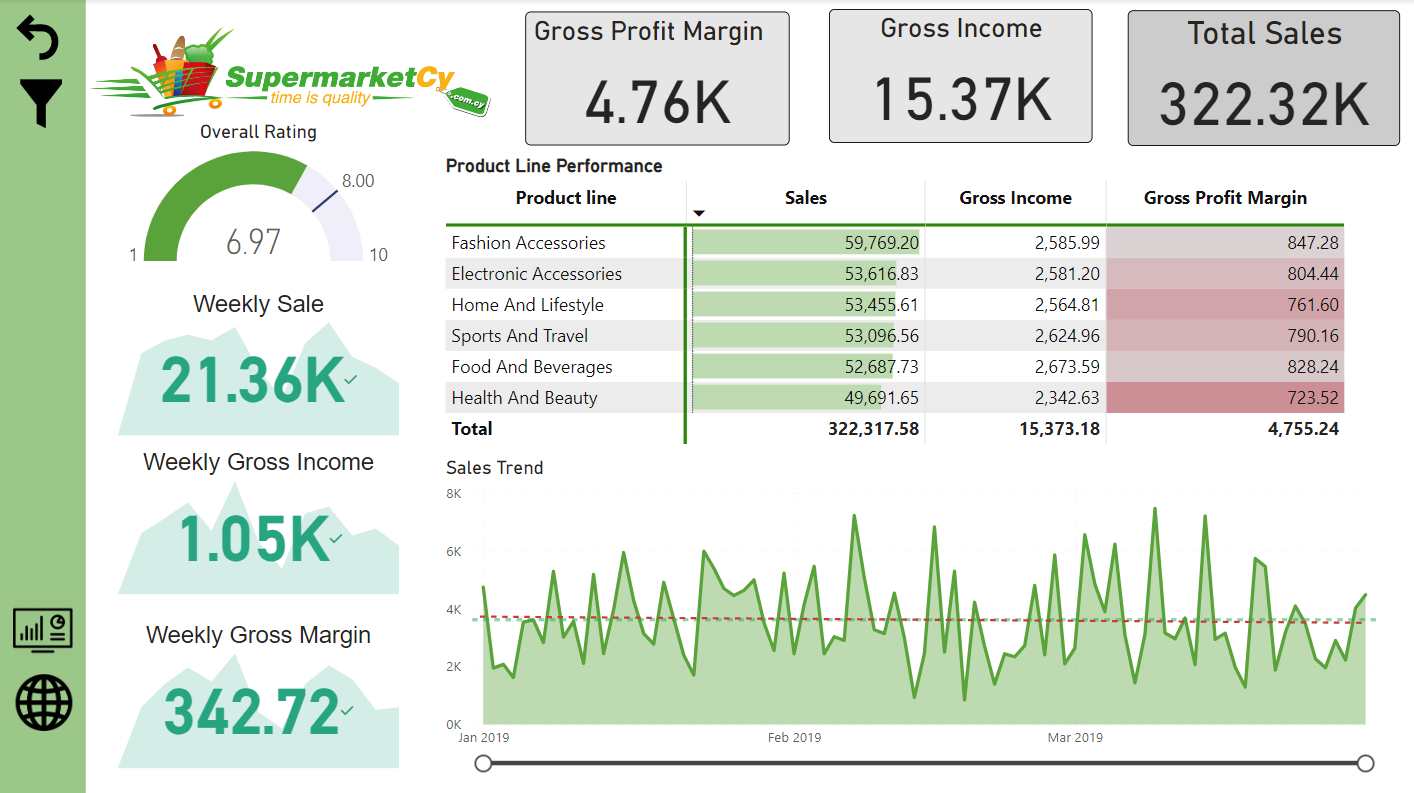 SupermarketCy
time is quality
.com.cy
Gross Profit Margin
4.76K
Gross Income
15.37K
Total Sales
322.32K
Overall Rating
8.00
6.97
1
10
Weekly Sale
21.36K
Weekly Gross Income
1.05K
Weekly Gross Margin
342.72
Product Line Performance
Product line Sales Gross Income Gross Profit Margin
Fashion Accessories 59,769.20 2,585.99 847.28
Electronic Accessories 53,616.83 2,581.20 804.44
Home And Lifestyle 53,455.61 2,564.81 761.60
Sports And Travel 53,096.56 2,624.96 790.16
Food And Beverages 52,687.73 2,673.59 828.24
Health And Beauty 49,691.65 2,342.63 723.52
Total 322,317.58 15,373.18 4,755.24
Sales Trend
8K
6K
4K
2K
0K
Jan 2019 Feb 2019 Mar 2019